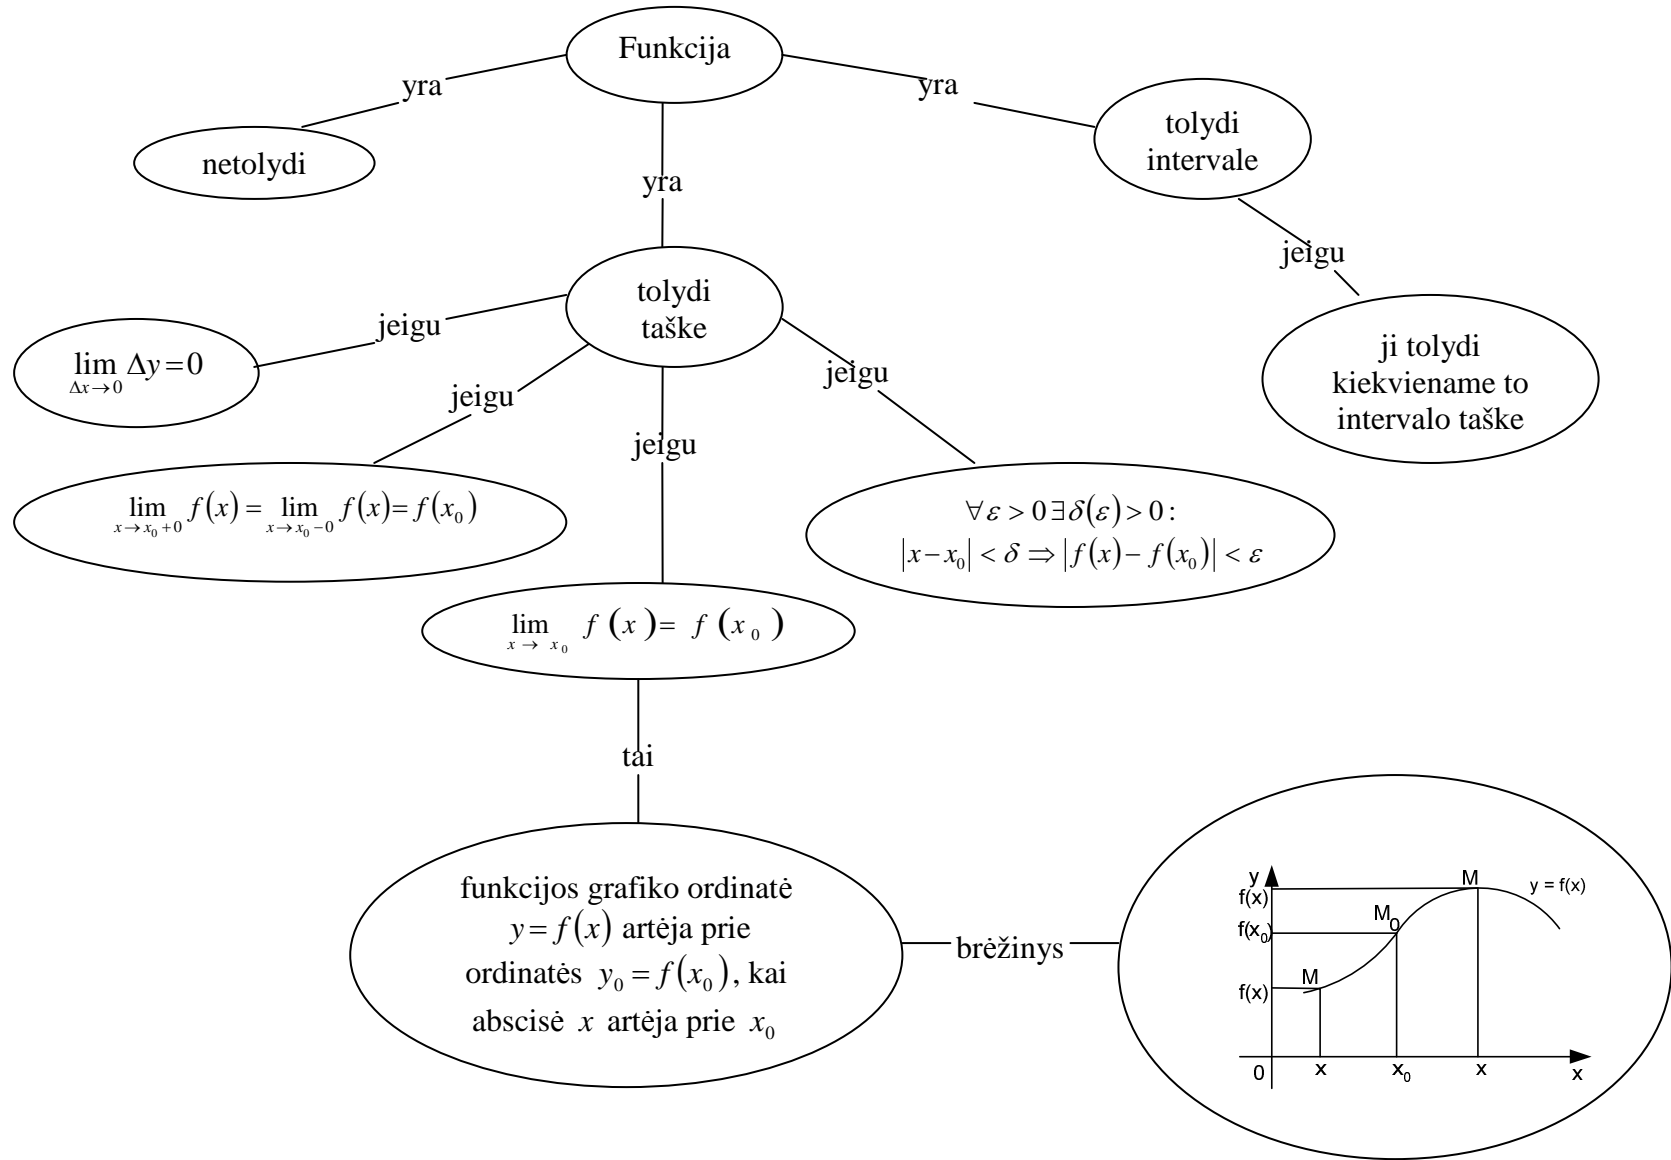 Funkcija
yra
yra
yra
netolydi
tolydi
intervale
jeigu
ji tolydi
kiekviename to
intervalo taške
tolydi
taške
jeigu
jeigu
jeigu
jeigu
lim Δy = 0
Δx→0
lim f(x) = lim f(x) = f(x₀)
x→x₀+0 x→x₀−0
∀ε > 0 ∃δ(ε) > 0 :
|x − x₀| < δ ⇒ |f(x) − f(x₀)| < ε
lim f (x) = f (x₀)
x → x₀
tai
funkcijos grafiko ordinatė
y = f(x) artėja prie
ordinatės y₀ = f(x₀), kai
abscisė x artėja prie x₀
brėžinys
y
f(x)
M
y = f(x)
M₀
f(x₀)
M
f(x)
0
x
x₀
x
x